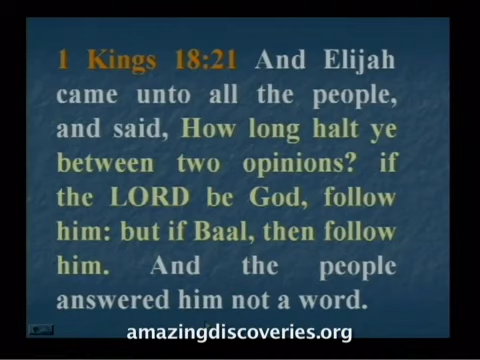 1 Kings 18:21 And Elijah
came unto all the people,
and said, How long halt ye
between two opinions? if
the LORD be God, follow
him: but if Baal, then follow
him. And the people
answered him not a word.
amazingdiscoveries.org